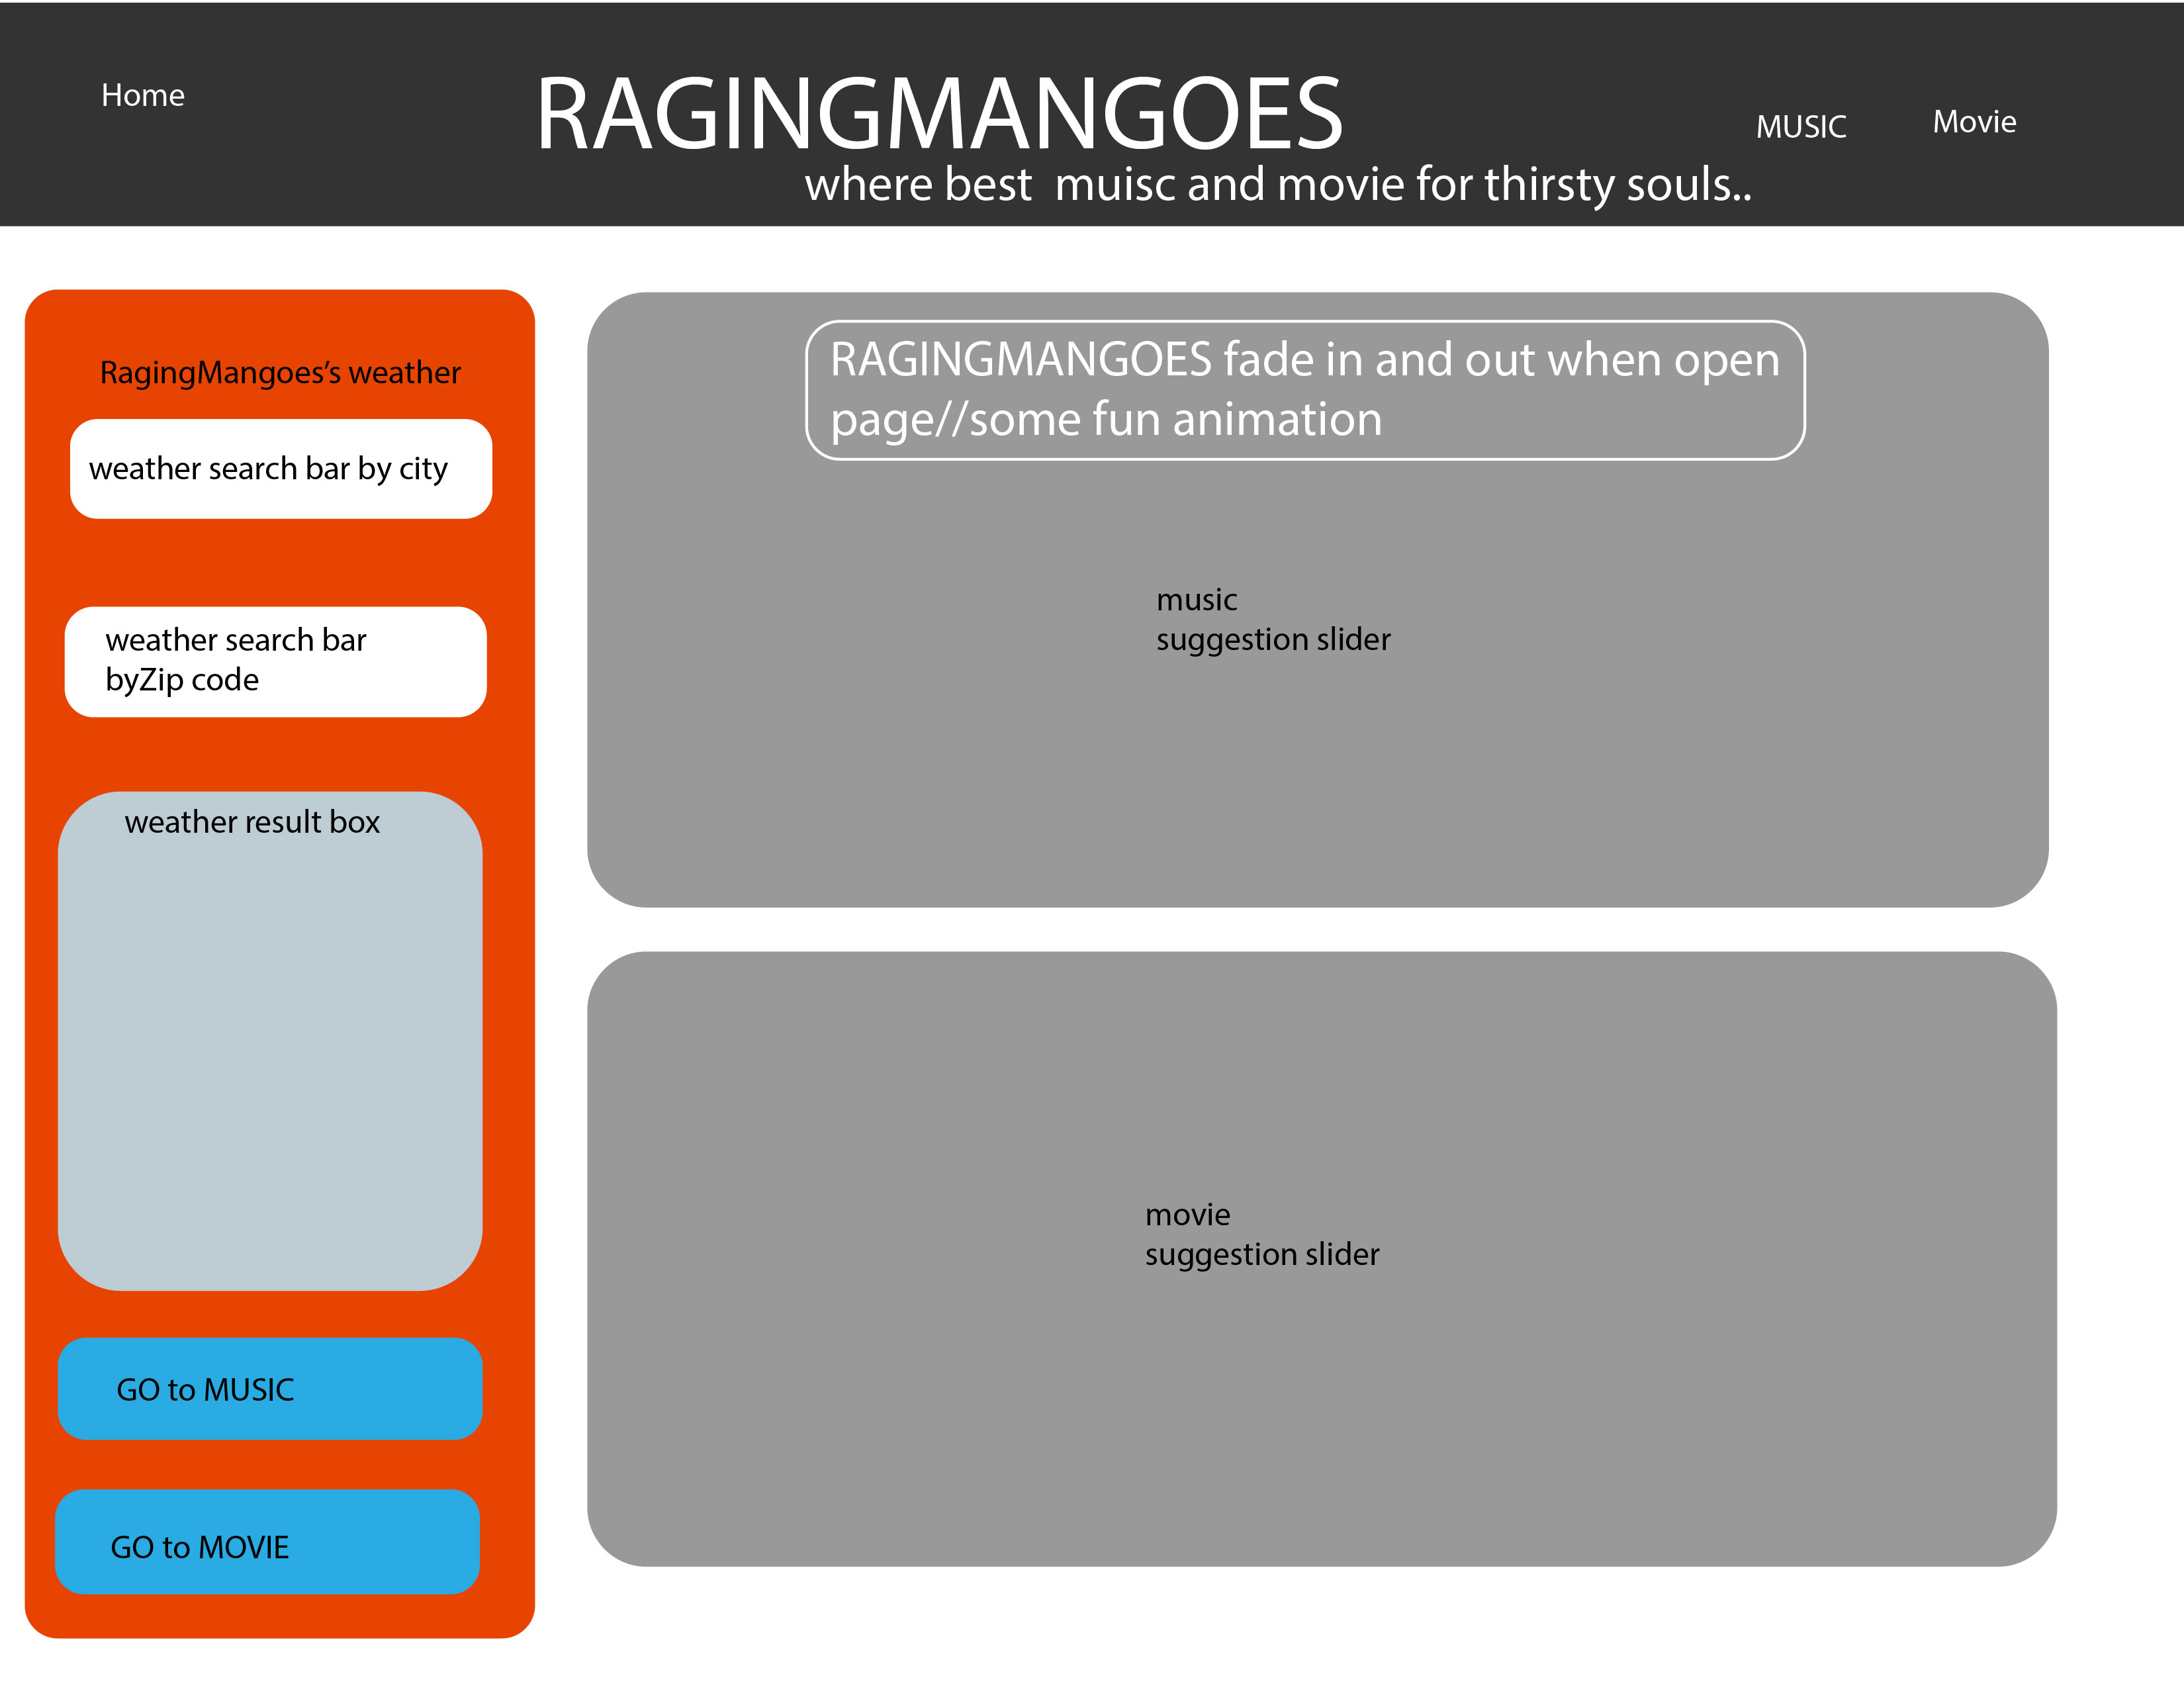 Home
RAGINGMANGOES
MUSIC
Movie
where best  muisc and movie for thirsty souls..
RagingMangoes’s weather
weather search bar by city
weather search bar
byZip code
weather result box
GO to MUSIC
GO to MOVIE
RAGINGMANGOES fade in and out when open
page//some fun animation
music
suggestion slider
movie
suggestion slider